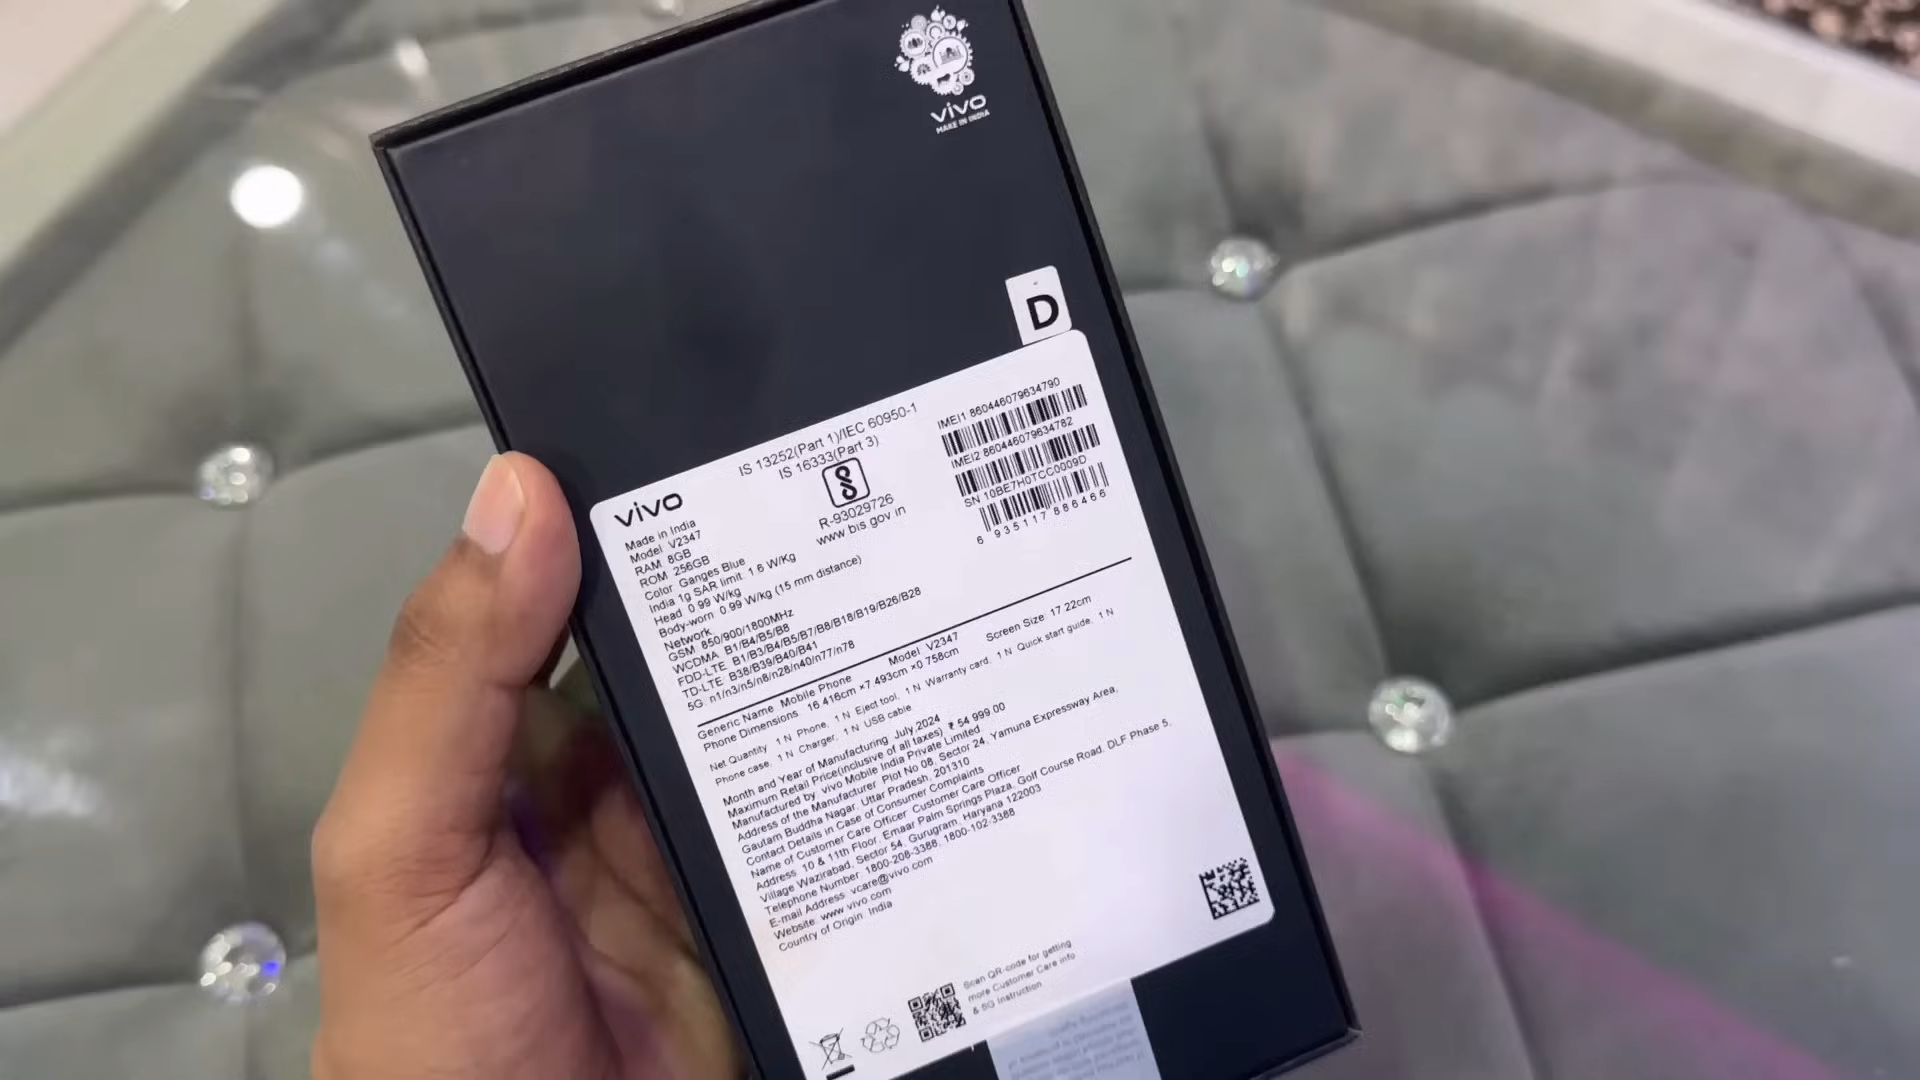 vivo
MAKE IN INDIA
D
IS 13252(Part 1)/IEC 60950-1
IS 16333(Part 3)
R-93029726
www.bis.gov.in
IMEI1 860446079634790
IMEI2 860446079634782
SN 10BE7H0TCC0009D
6 935117 886466
vivo
Made in India
Model: V2347
RAM: 8GB
ROM: 256GB
Color: Ganges Blue
India 1g SAR limit: 1.6 W/Kg
Head: 0.99 W/kg
Body-worn: 0.99 W/kg (15 mm distance)
Network
GSM: 850/900/1800MHz
WCDMA: B1/B4/B5/B8
FDD-LTE: B1/B3/B4/B5/B7/B8/B18/B19/B26/B28
TD-LTE: B38/B39/B40/B41
5G: n1/n3/n5/n8/n28/n40/n77/n78
Generic Name: Mobile Phone Model: V2347 Screen Size: 17.22cm
Phone Dimensions: 16.416cm ×7.493cm ×0.758cm
Net Quantity: 1 N Phone, 1 N Eject tool, 1 N Warranty card, 1 N Quick start guide, 1 N
Phone case, 1 N Charger, 1 N USB cable
Month and Year of Manufacturing: July,2024
Maximum Retail Price(inclusive of all taxes): ₹ 54,999.00
Manufactured by: vivo Mobile India Private Limited
Address of the Manufacturer: Plot No 08, Sector 24, Yamuna Expressway Area,
Gautam Buddha Nagar, Uttar Pradesh, 201310
Contact Details in Case of Consumer Complaints
Name of Customer Care Officer: Customer Care Officer
Address: 10 & 11th Floor, Emaar Palm Springs Plaza, Golf Course Road, DLF Phase 5,
Village Wazirabad, Sector 54, Gurugram, Haryana 122003
Telephone Number: 1800-208-3388, 1800-102-3388
E-mail Address: vcare@vivo.com
Website: www.vivo.com
Country of Origin: India
Scan QR-code for getting
more Customer Care info
& 5G Instruction